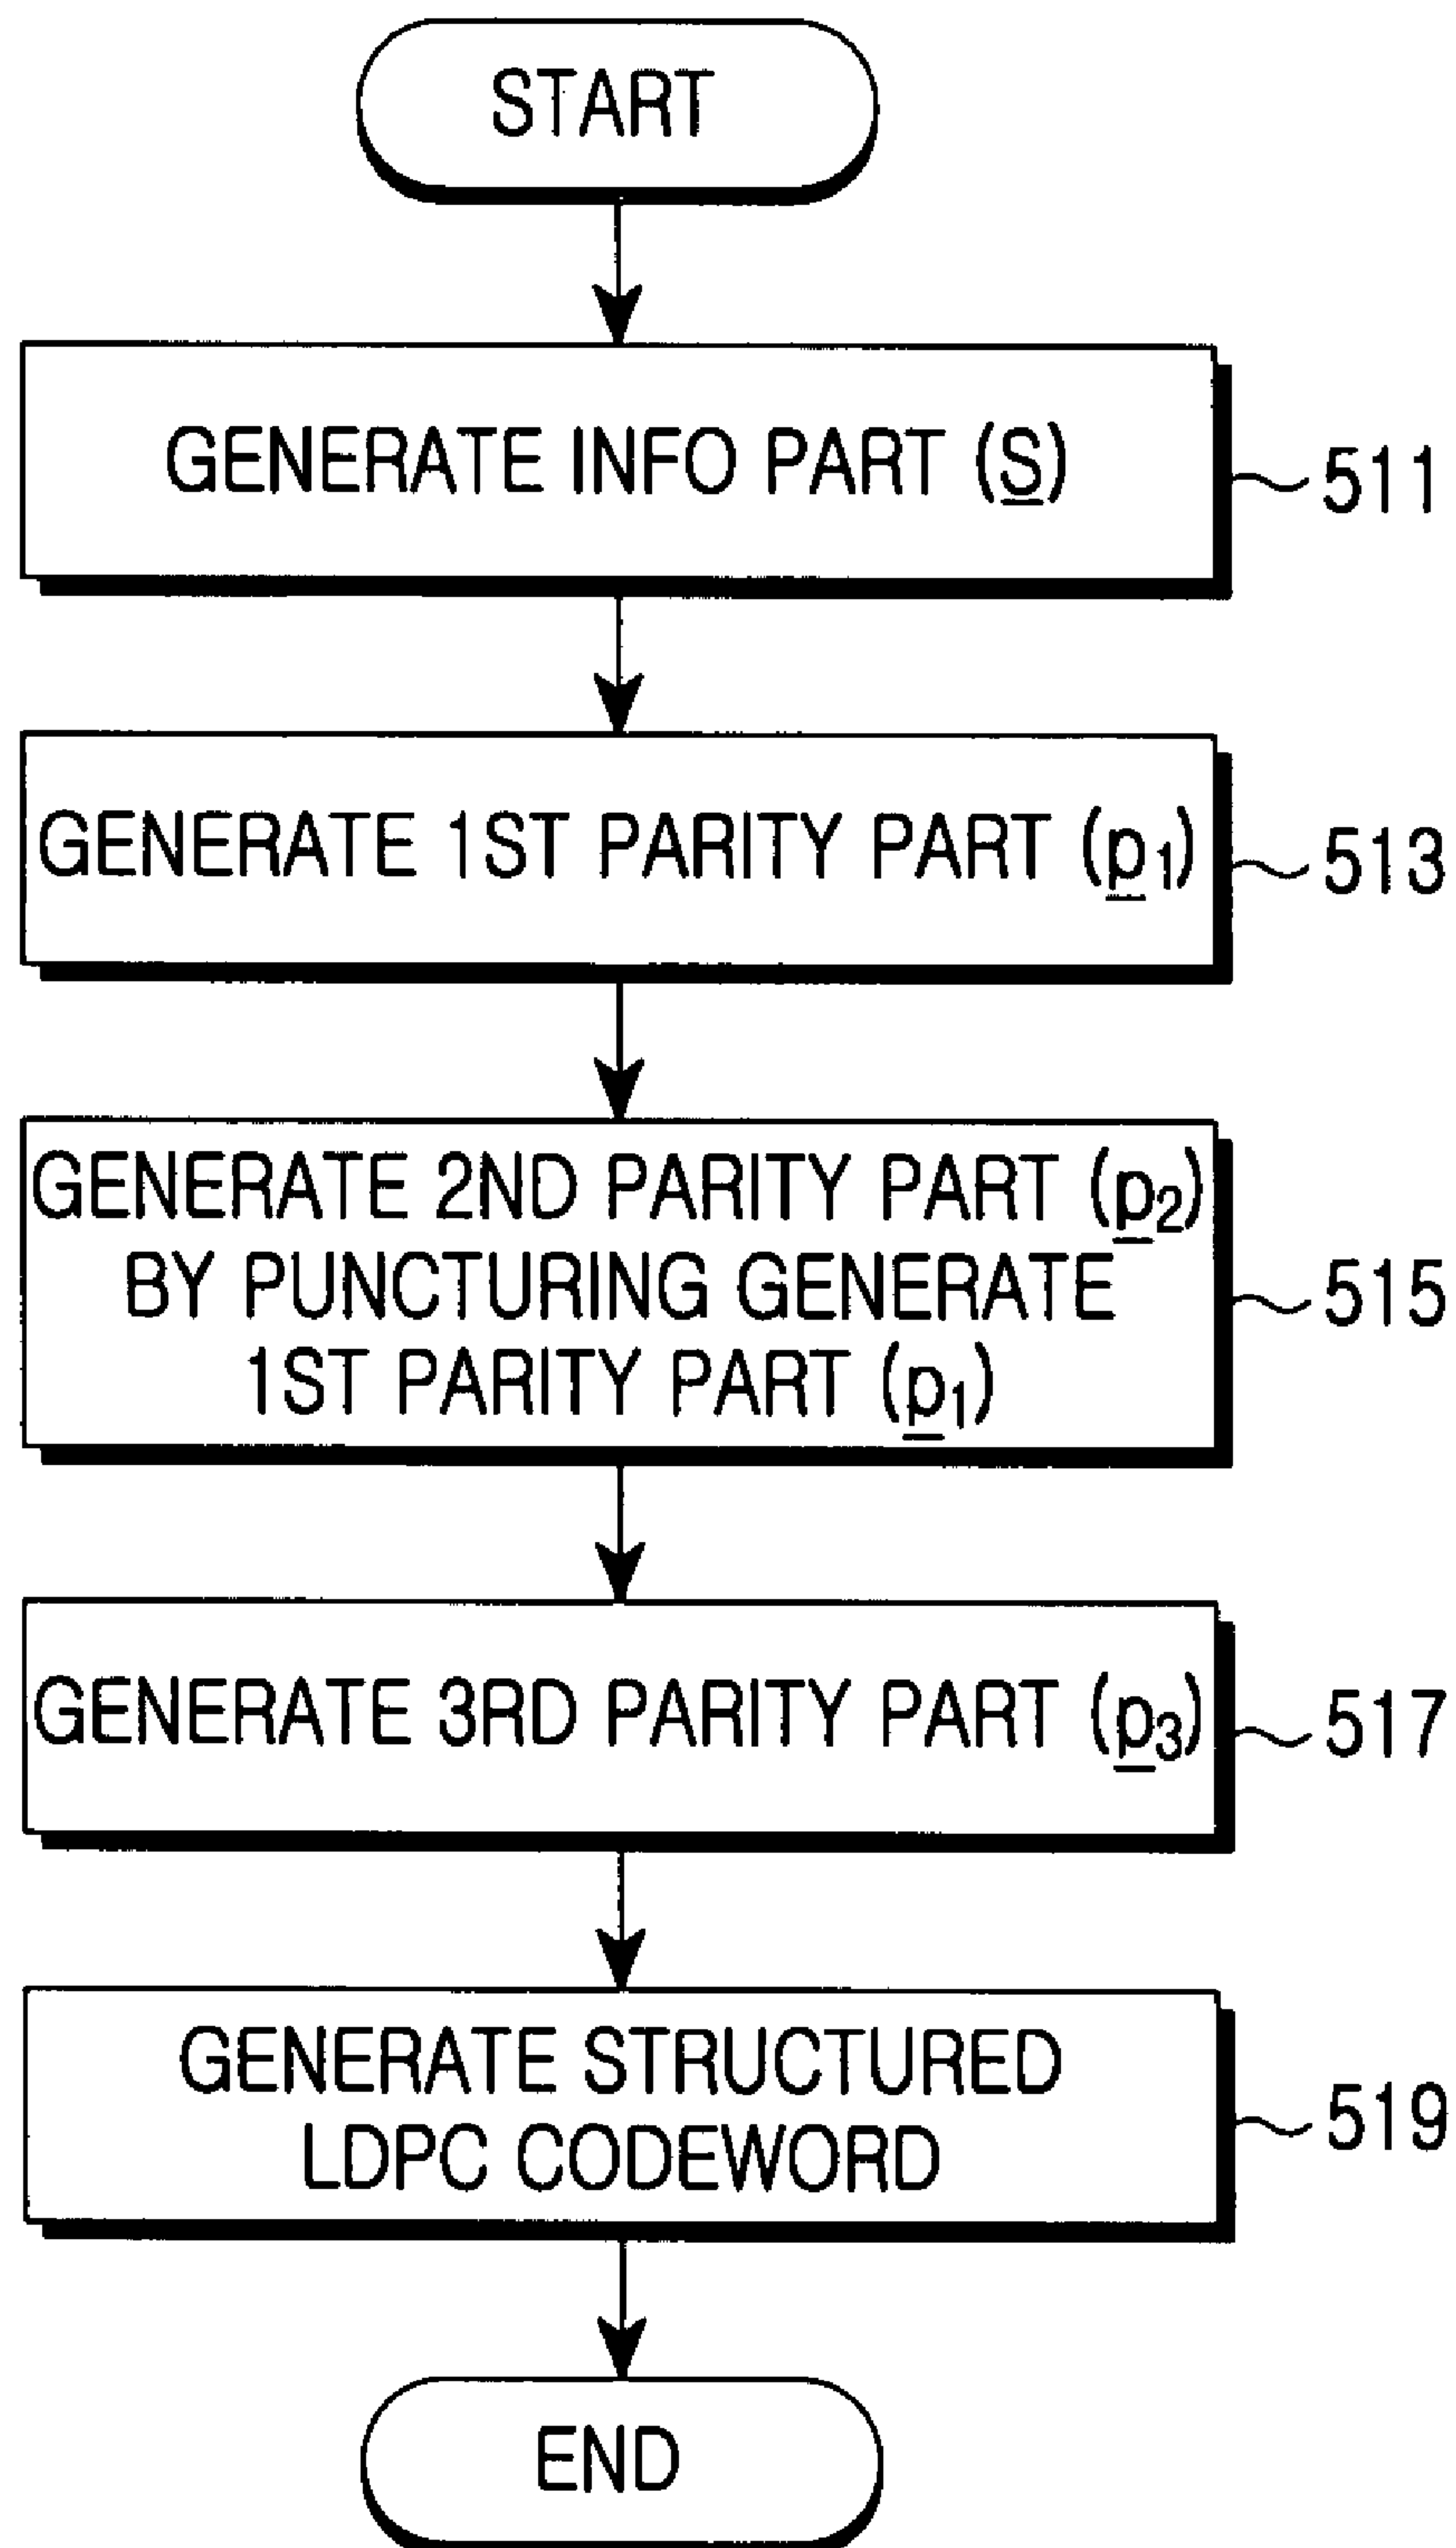 START
GENERATE INFO PART (S)
511
GENERATE 1ST PARITY PART (p1)
513
GENERATE 2ND PARITY PART (p2)
BY PUNCTURING GENERATE
1ST PARITY PART (p1)
515
GENERATE 3RD PARITY PART (p3)
517
GENERATE STRUCTURED
LDPC CODEWORD
519
END